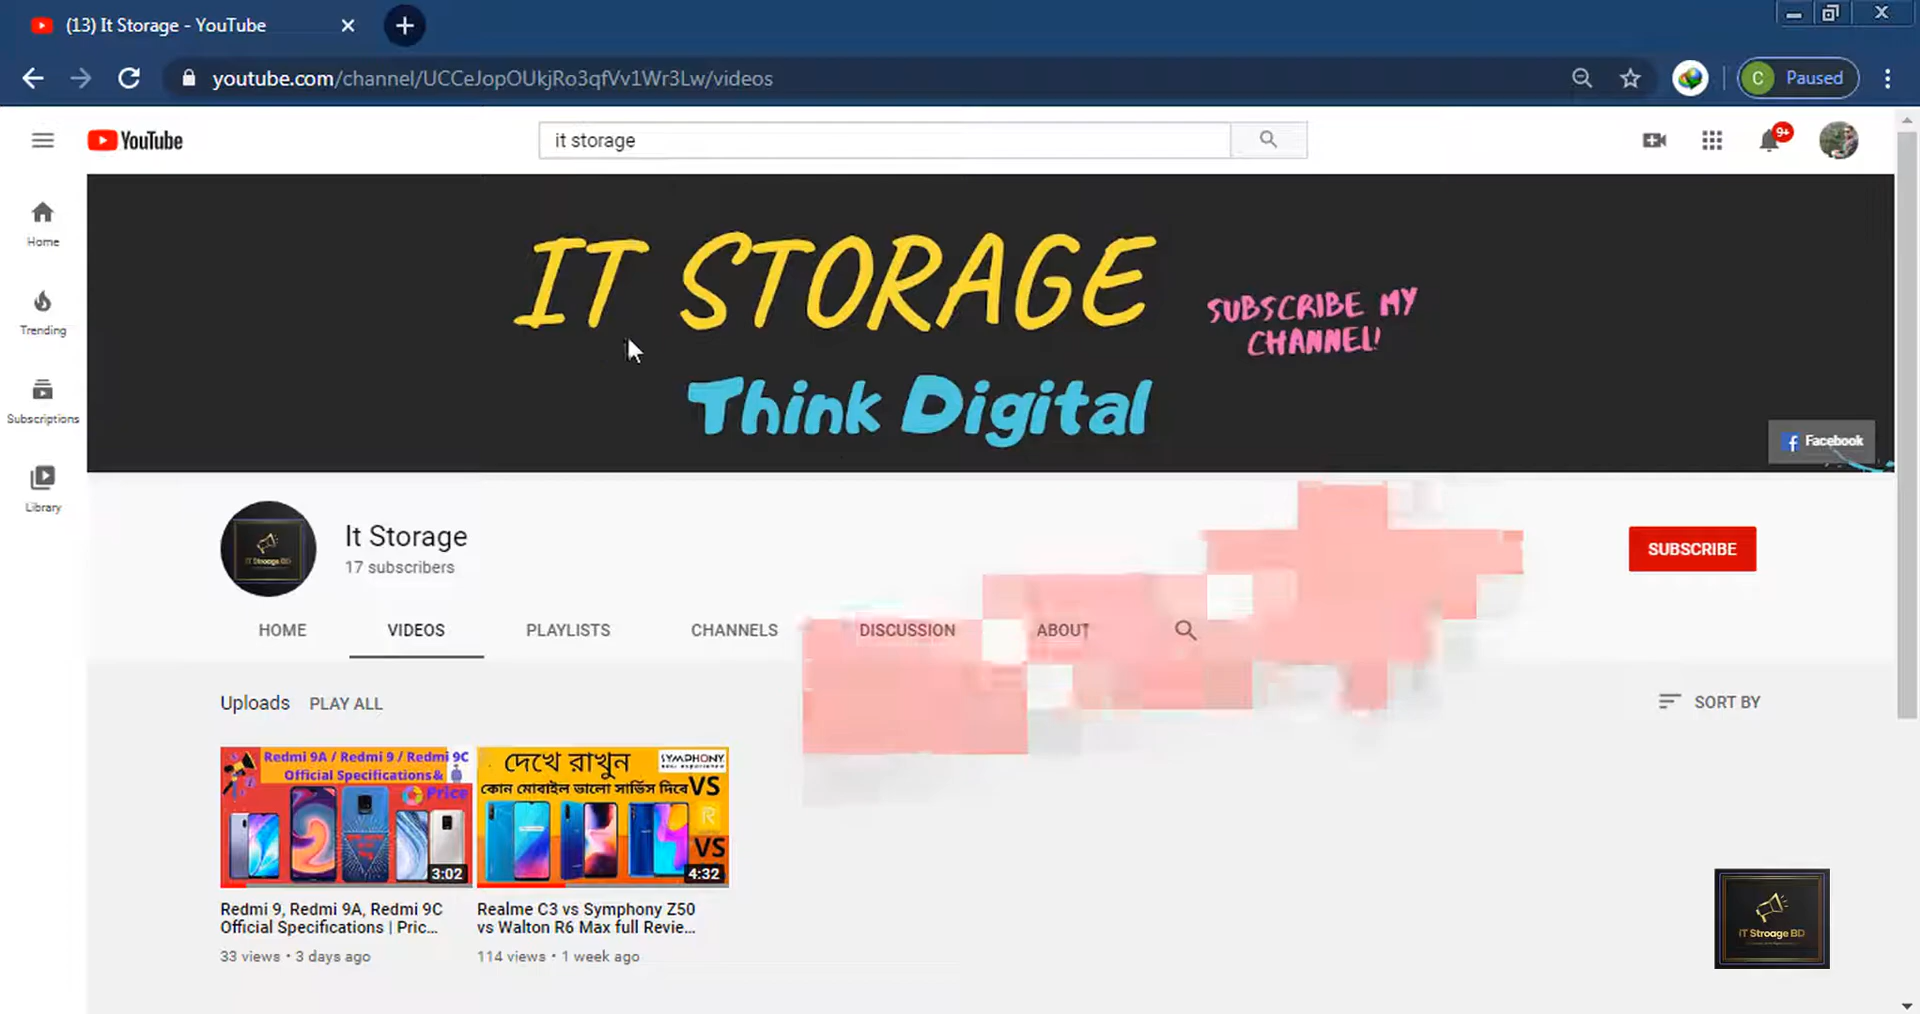 (13) It Storage - YouTube
youtube.com/channel/UCCeJopOUkjRo3qfVv1Wr3Lw/videos
C Paused
YouTube
it storage
9+
Home
Trending
Subscriptions
Library
IT STORAGE
SUBSCRIBE MY
CHANNEL!
Think Digital
Facebook
It Storage
17 subscribers
SUBSCRIBE
HOME VIDEOS PLAYLISTS CHANNELS DISCUSSION ABOUT
Uploads PLAY ALL
SORT BY
Redmi 9A / Redmi 9 / Redmi 9C
Official Specifications&
Price
3:02
দেখে রাখুন
SYMPHONY
কোন মোবাইল ভালো সার্ভিস দিবে VS
VS
4:32
Redmi 9, Redmi 9A, Redmi 9C
Official Specifications | Pric...
33 views • 3 days ago
Realme C3 vs Symphony Z50
vs Walton R6 Max full Revie...
114 views • 1 week ago
IT Stroage BD
IT Stroage BD